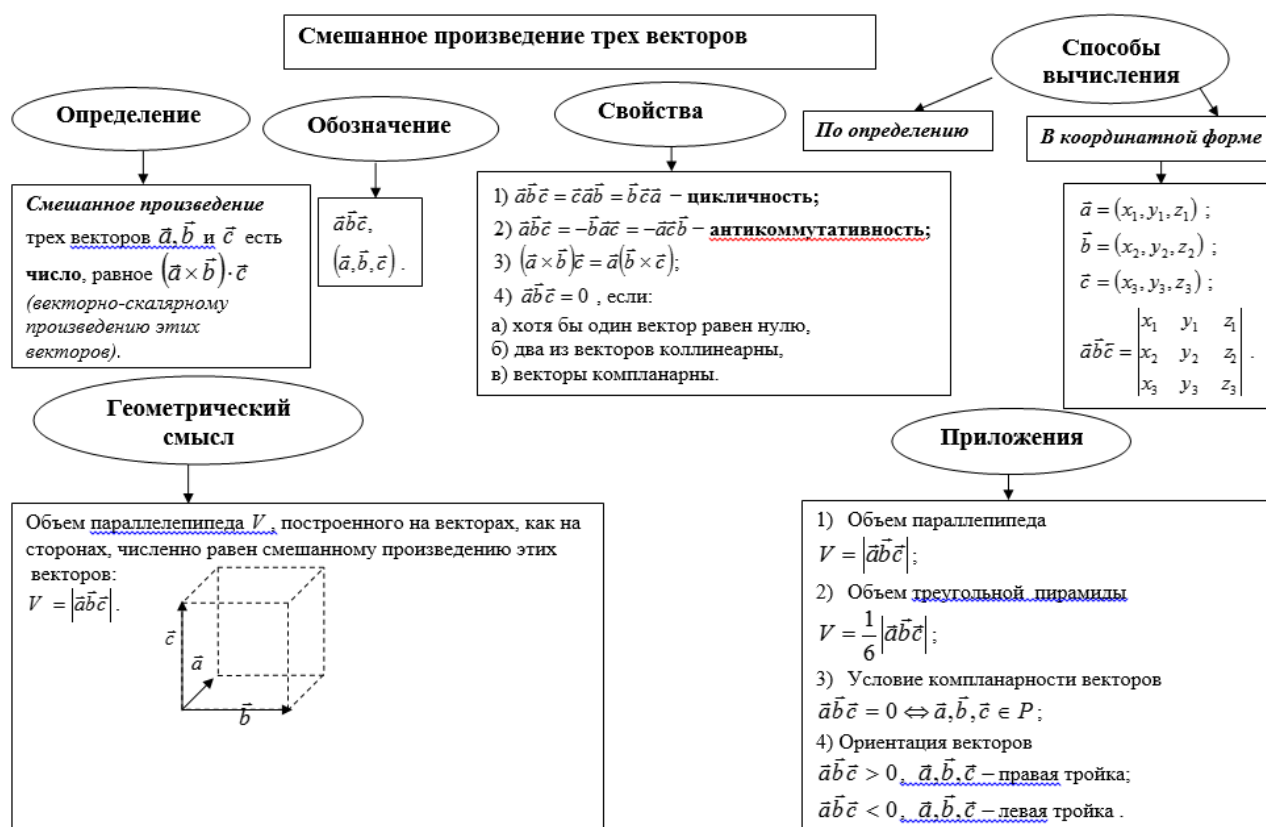 Смешанное произведение трех векторов
Способы
вычисления
Определение
Обозначение
Свойства
По определению
В координатной форме
Смешанное произведение
трех векторов a⃗, b⃗ и c⃗ есть
число, равное (a⃗ × b⃗)·c⃗
(векторно-скалярному
произведению этих
векторов).
a⃗b⃗c⃗,
(a⃗, b⃗, c⃗) .
1) a⃗b⃗c⃗ = c⃗a⃗b⃗ = b⃗c⃗a⃗ – цикличность;
2) a⃗b⃗c⃗ = –b⃗a⃗c⃗ = –a⃗c⃗b⃗ – антикоммутативность;
3) (a⃗ × b⃗)c⃗ = a⃗(b⃗ × c⃗);
4) a⃗b⃗c⃗ = 0 , если:
а) хотя бы один вектор равен нулю,
б) два из векторов коллинеарны,
в) векторы компланарны.
a⃗ = (x₁, y₁, z₁) ;
b⃗ = (x₂, y₂, z₂) ;
c⃗ = (x₃, y₃, z₃) ;
x₁ y₁ z₁
a⃗b⃗c⃗ = |x₂ y₂ z₂| .
x₃ y₃ z₃
Геометрический
смысл
Приложения
Объем параллелепипеда V , построенного на векторах, как на
сторонах, численно равен смешанному произведению этих
векторов:
V = |a⃗b⃗c⃗| .
c⃗
a⃗
b⃗
1) Объем параллепипеда
V = |a⃗b⃗c⃗| ;
2) Объем треугольной пирамиды
V = 1/6 |a⃗b⃗c⃗| ;
3) Условие компланарности векторов
a⃗b⃗c⃗ = 0 ⇔ a⃗, b⃗, c⃗ ∈ P ;
4) Ориентация векторов
a⃗b⃗c⃗ > 0, a⃗, b⃗, c⃗ – правая тройка;
a⃗b⃗c⃗ < 0, a⃗, b⃗, c⃗ – левая тройка .